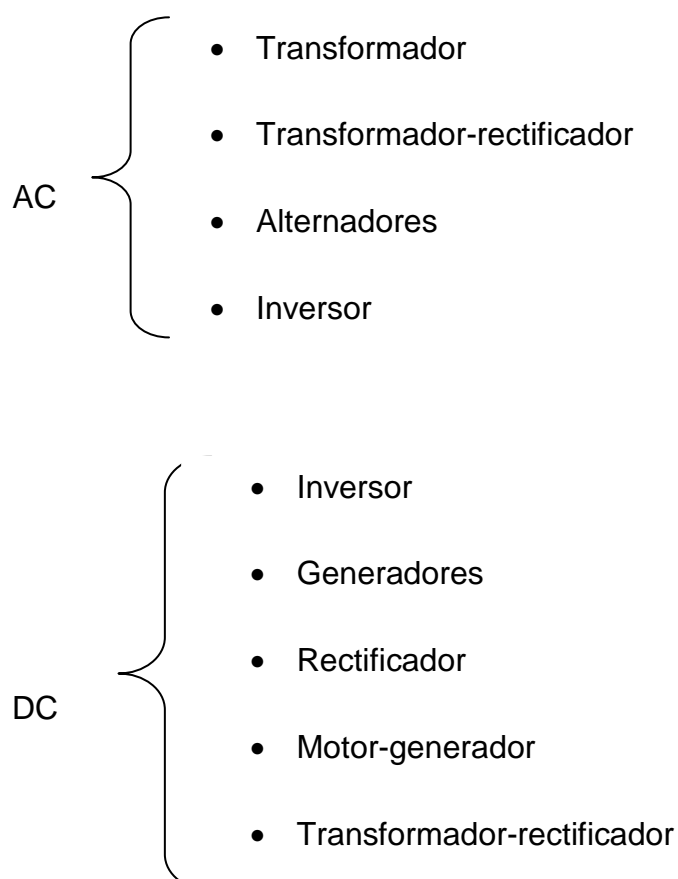 AC
• Transformador
• Transformador-rectificador
• Alternadores
• Inversor
DC
• Inversor
• Generadores
• Rectificador
• Motor-generador
• Transformador-rectificador